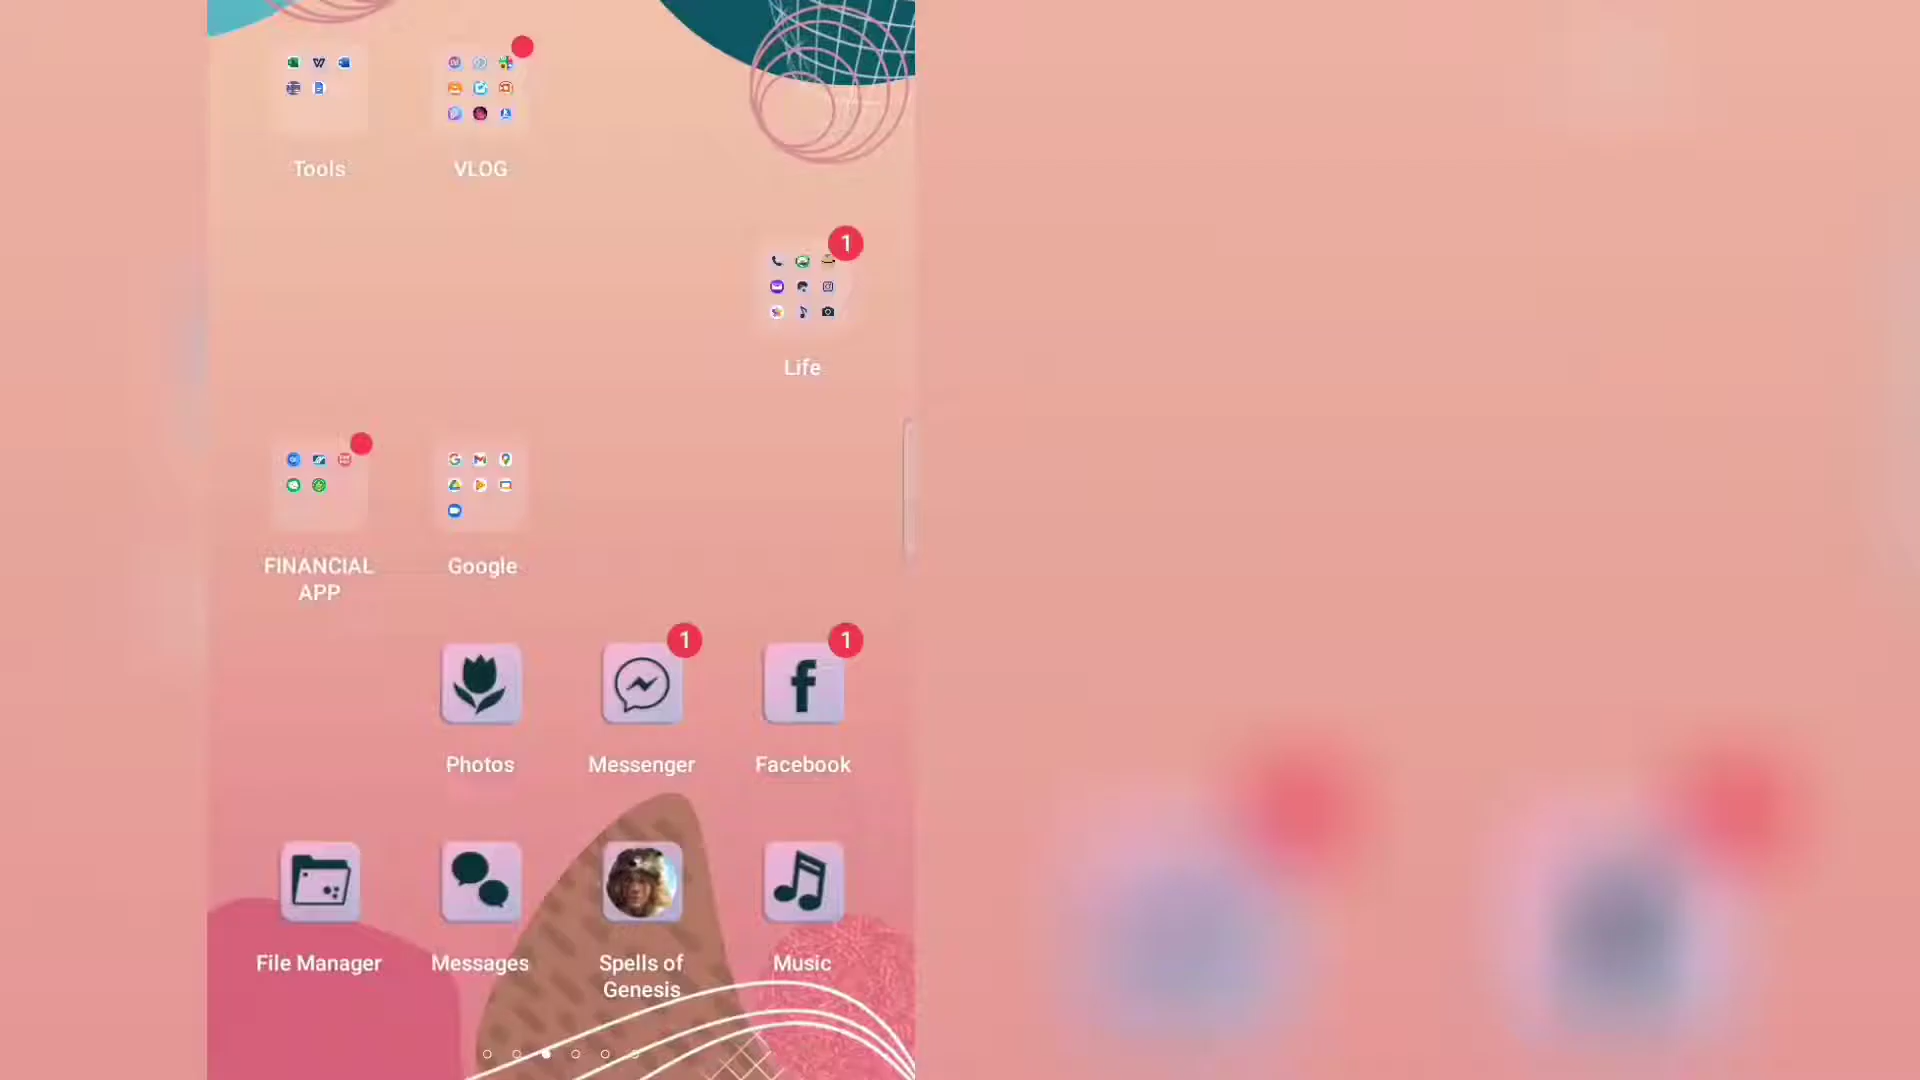 Tools
VLOG
1
Life
FINANCIAL
APP
Google
1
1
Photos
Messenger
Facebook
File Manager
Messages
Spells of
Genesis
Music